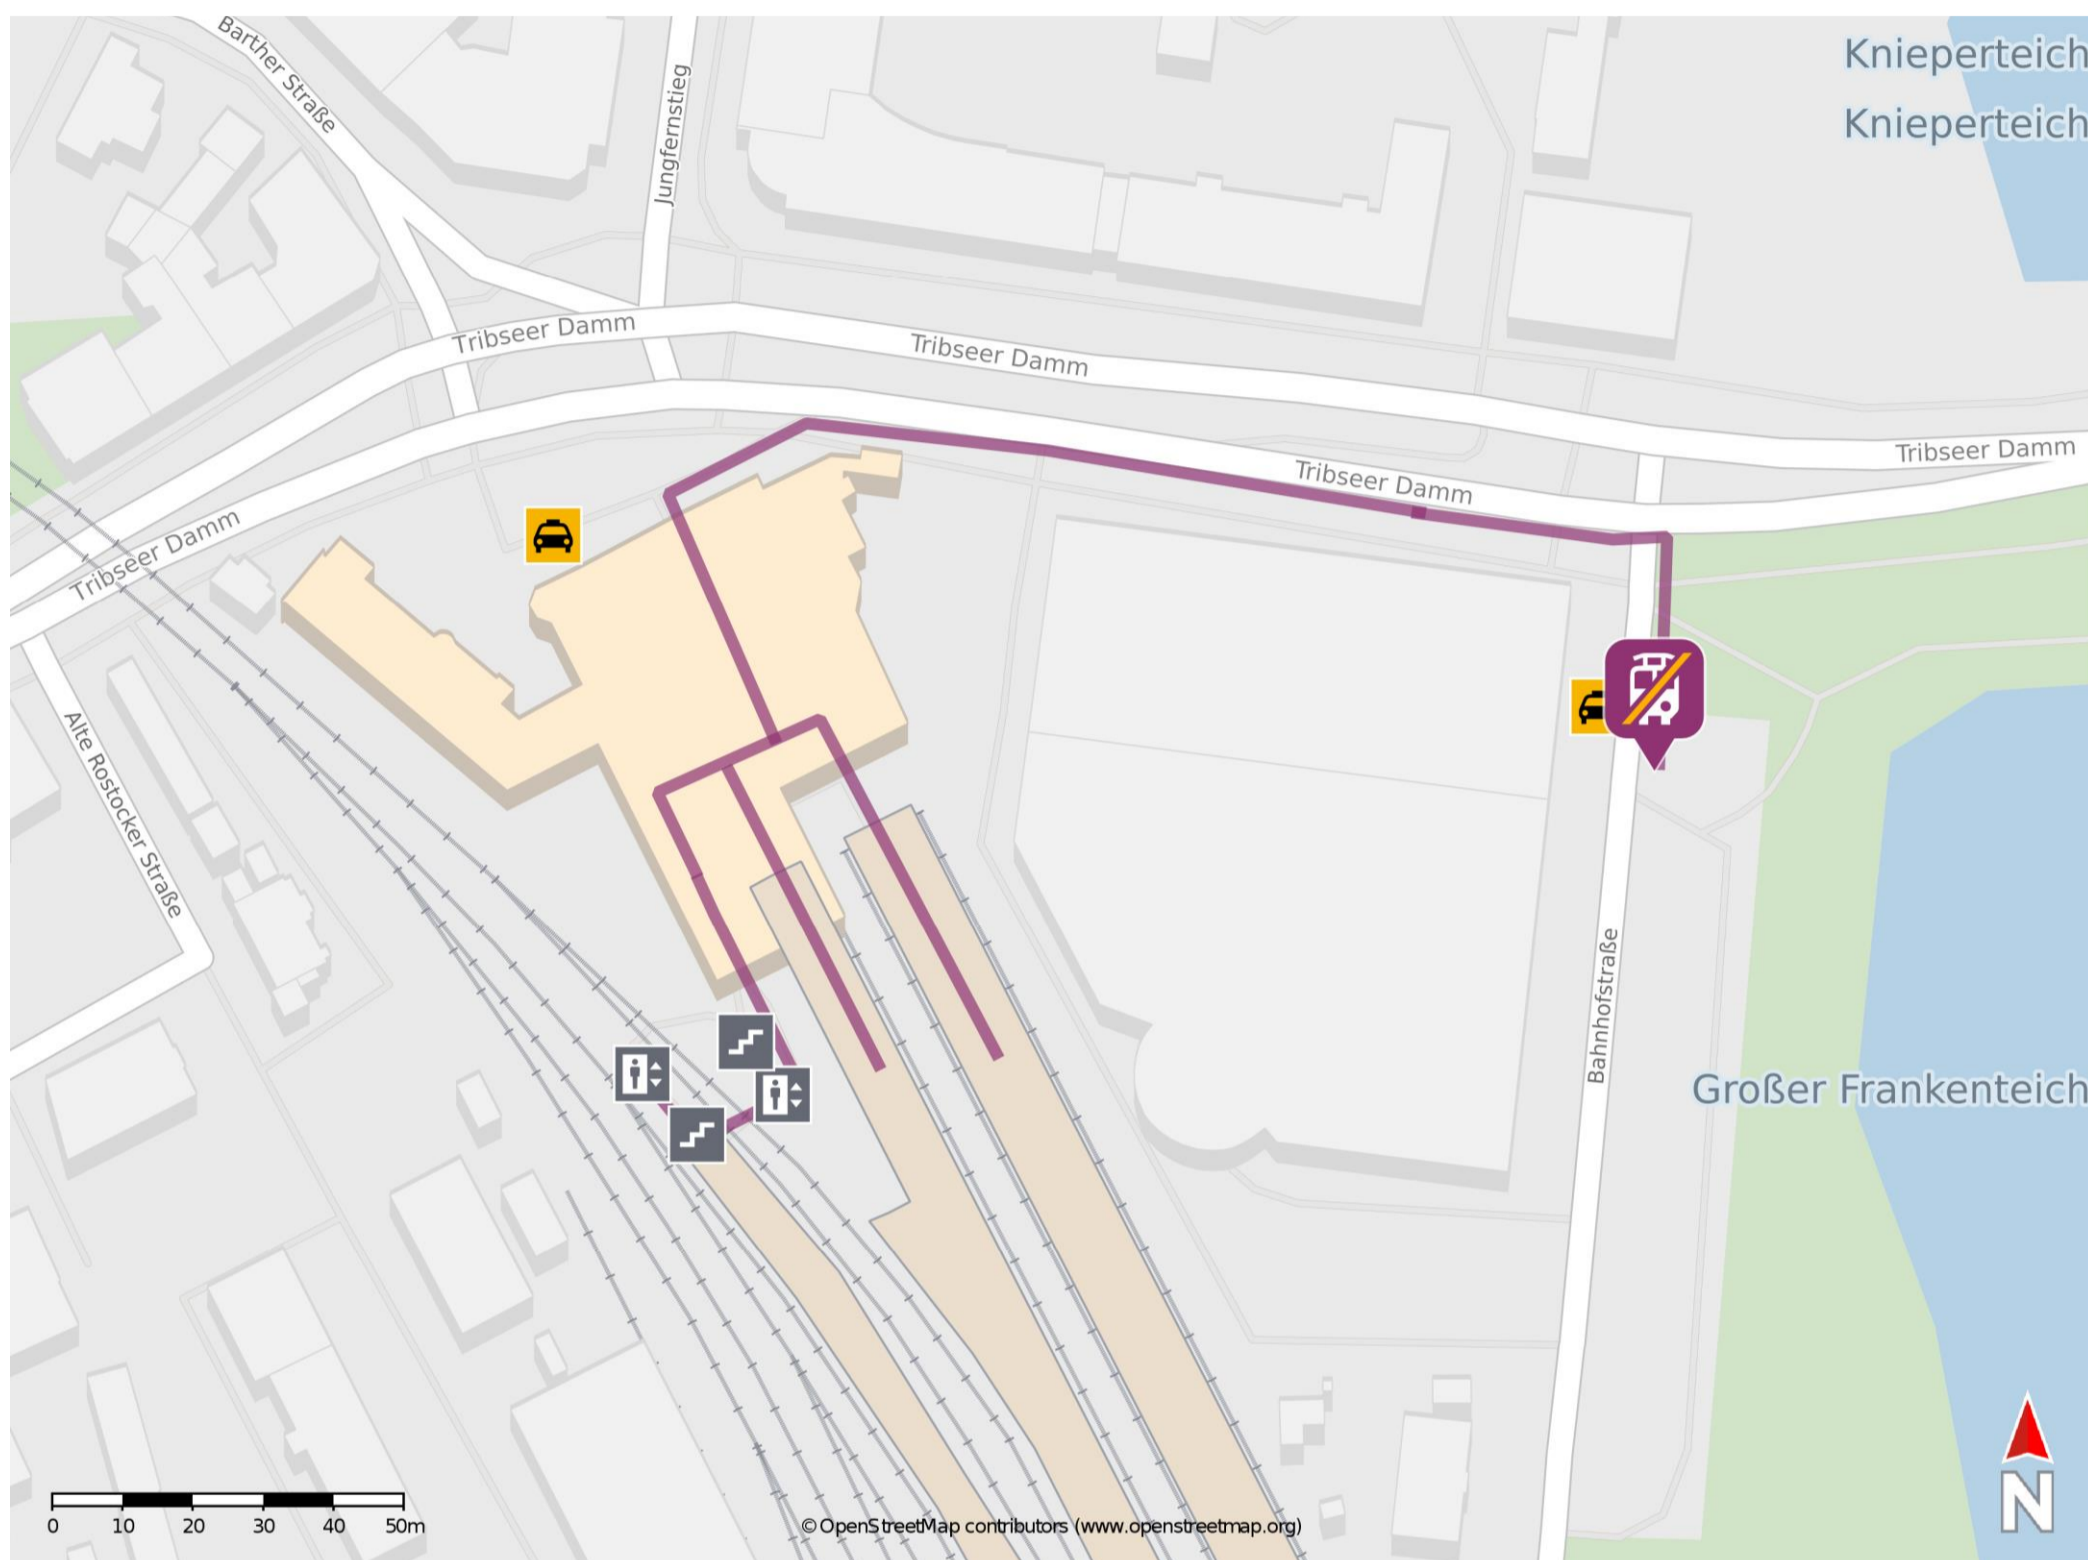 Barther Straße
Jungfernstieg
Knieperteich
Knieperteich
Tribseer Damm
Tribseer Damm
Tribseer Damm
Tribseer Damm
Tribseer Damm
Alte Rostocker Straße
Bahnhofstraße
Großer Frankenteich
N
0 10 20 30 40 50m
©OpenStreetMap contributors (www.openstreetmap.org)